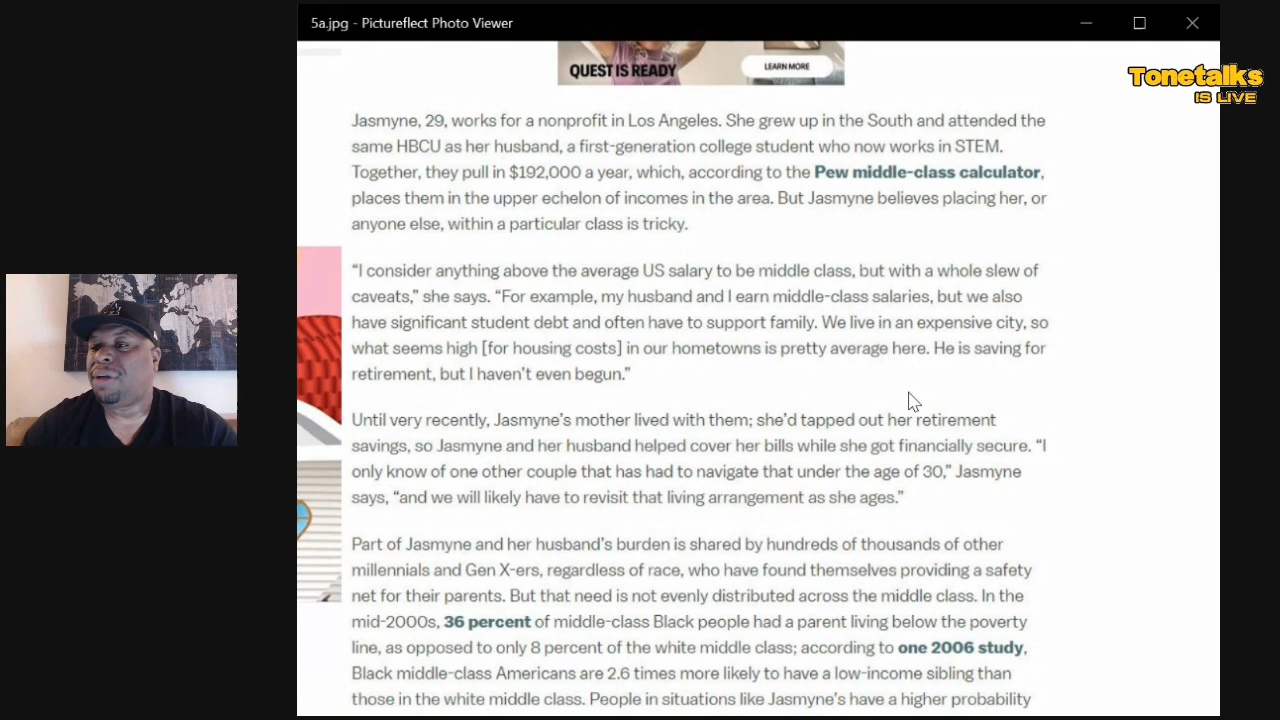 5a.jpg - Pictureflect Photo Viewer
QUEST IS READY
LEARN MORE
Tonetalks
IS LIVE
Jasmyne, 29, works for a nonprofit in Los Angeles. She grew up in the South and attended the
same HBCU as her husband, a first-generation college student who now works in STEM.
Together, they pull in $192,000 a year, which, according to the Pew middle-class calculator,
places them in the upper echelon of incomes in the area. But Jasmyne believes placing her, or
anyone else, within a particular class is tricky.
“I consider anything above the average US salary to be middle class, but with a whole slew of
caveats,” she says. “For example, my husband and I earn middle-class salaries, but we also
have significant student debt and often have to support family. We live in an expensive city, so
what seems high [for housing costs] in our hometowns is pretty average here. He is saving for
retirement, but I haven’t even begun.”
Until very recently, Jasmyne’s mother lived with them; she’d tapped out her retirement
savings, so Jasmyne and her husband helped cover her bills while she got financially secure. “I
only know of one other couple that has had to navigate that under the age of 30,” Jasmyne
says, “and we will likely have to revisit that living arrangement as she ages.”
Part of Jasmyne and her husband’s burden is shared by hundreds of thousands of other
millennials and Gen X-ers, regardless of race, who have found themselves providing a safety
net for their parents. But that need is not evenly distributed across the middle class. In the
mid-2000s, 36 percent of middle-class Black people had a parent living below the poverty
line, as opposed to only 8 percent of the white middle class; according to one 2006 study,
Black middle-class Americans are 2.6 times more likely to have a low-income sibling than
those in the white middle class. People in situations like Jasmyne’s have a higher probability